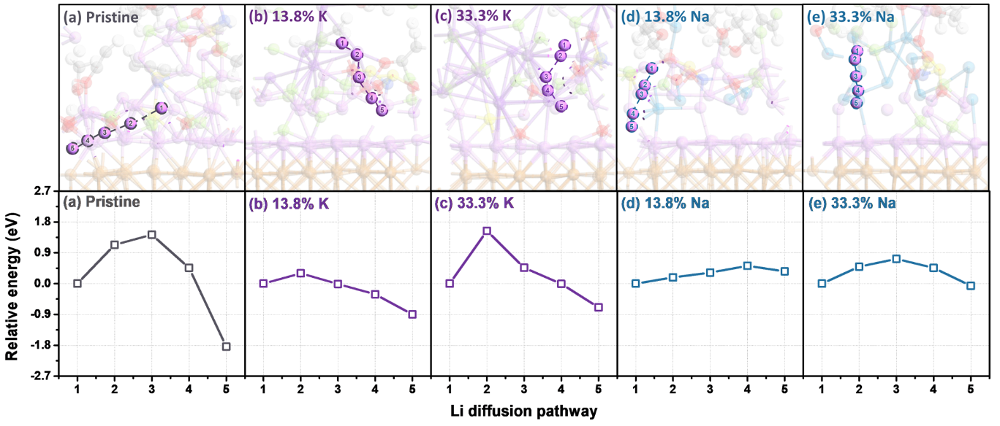 (a) Pristine
(b) 13.8% K
(c) 33.3% K
(d) 13.8% Na
(e) 33.3% Na
1
2
3
4
5
1
2
3
4
5
1
2
3
4
5
1
2
3
4
5
1
2
3
4
5
(a) Pristine
(b) 13.8% K
(c) 33.3% K
(d) 13.8% Na
(e) 33.3% Na
Relative energy (eV)
2.7
1.8
0.9
0.0
-0.9
-1.8
-2.7
1 2 3 4 5 1 2 3 4 5 1 2 3 4 5 1 2 3 4 5 1 2 3 4 5
Li diffusion pathway